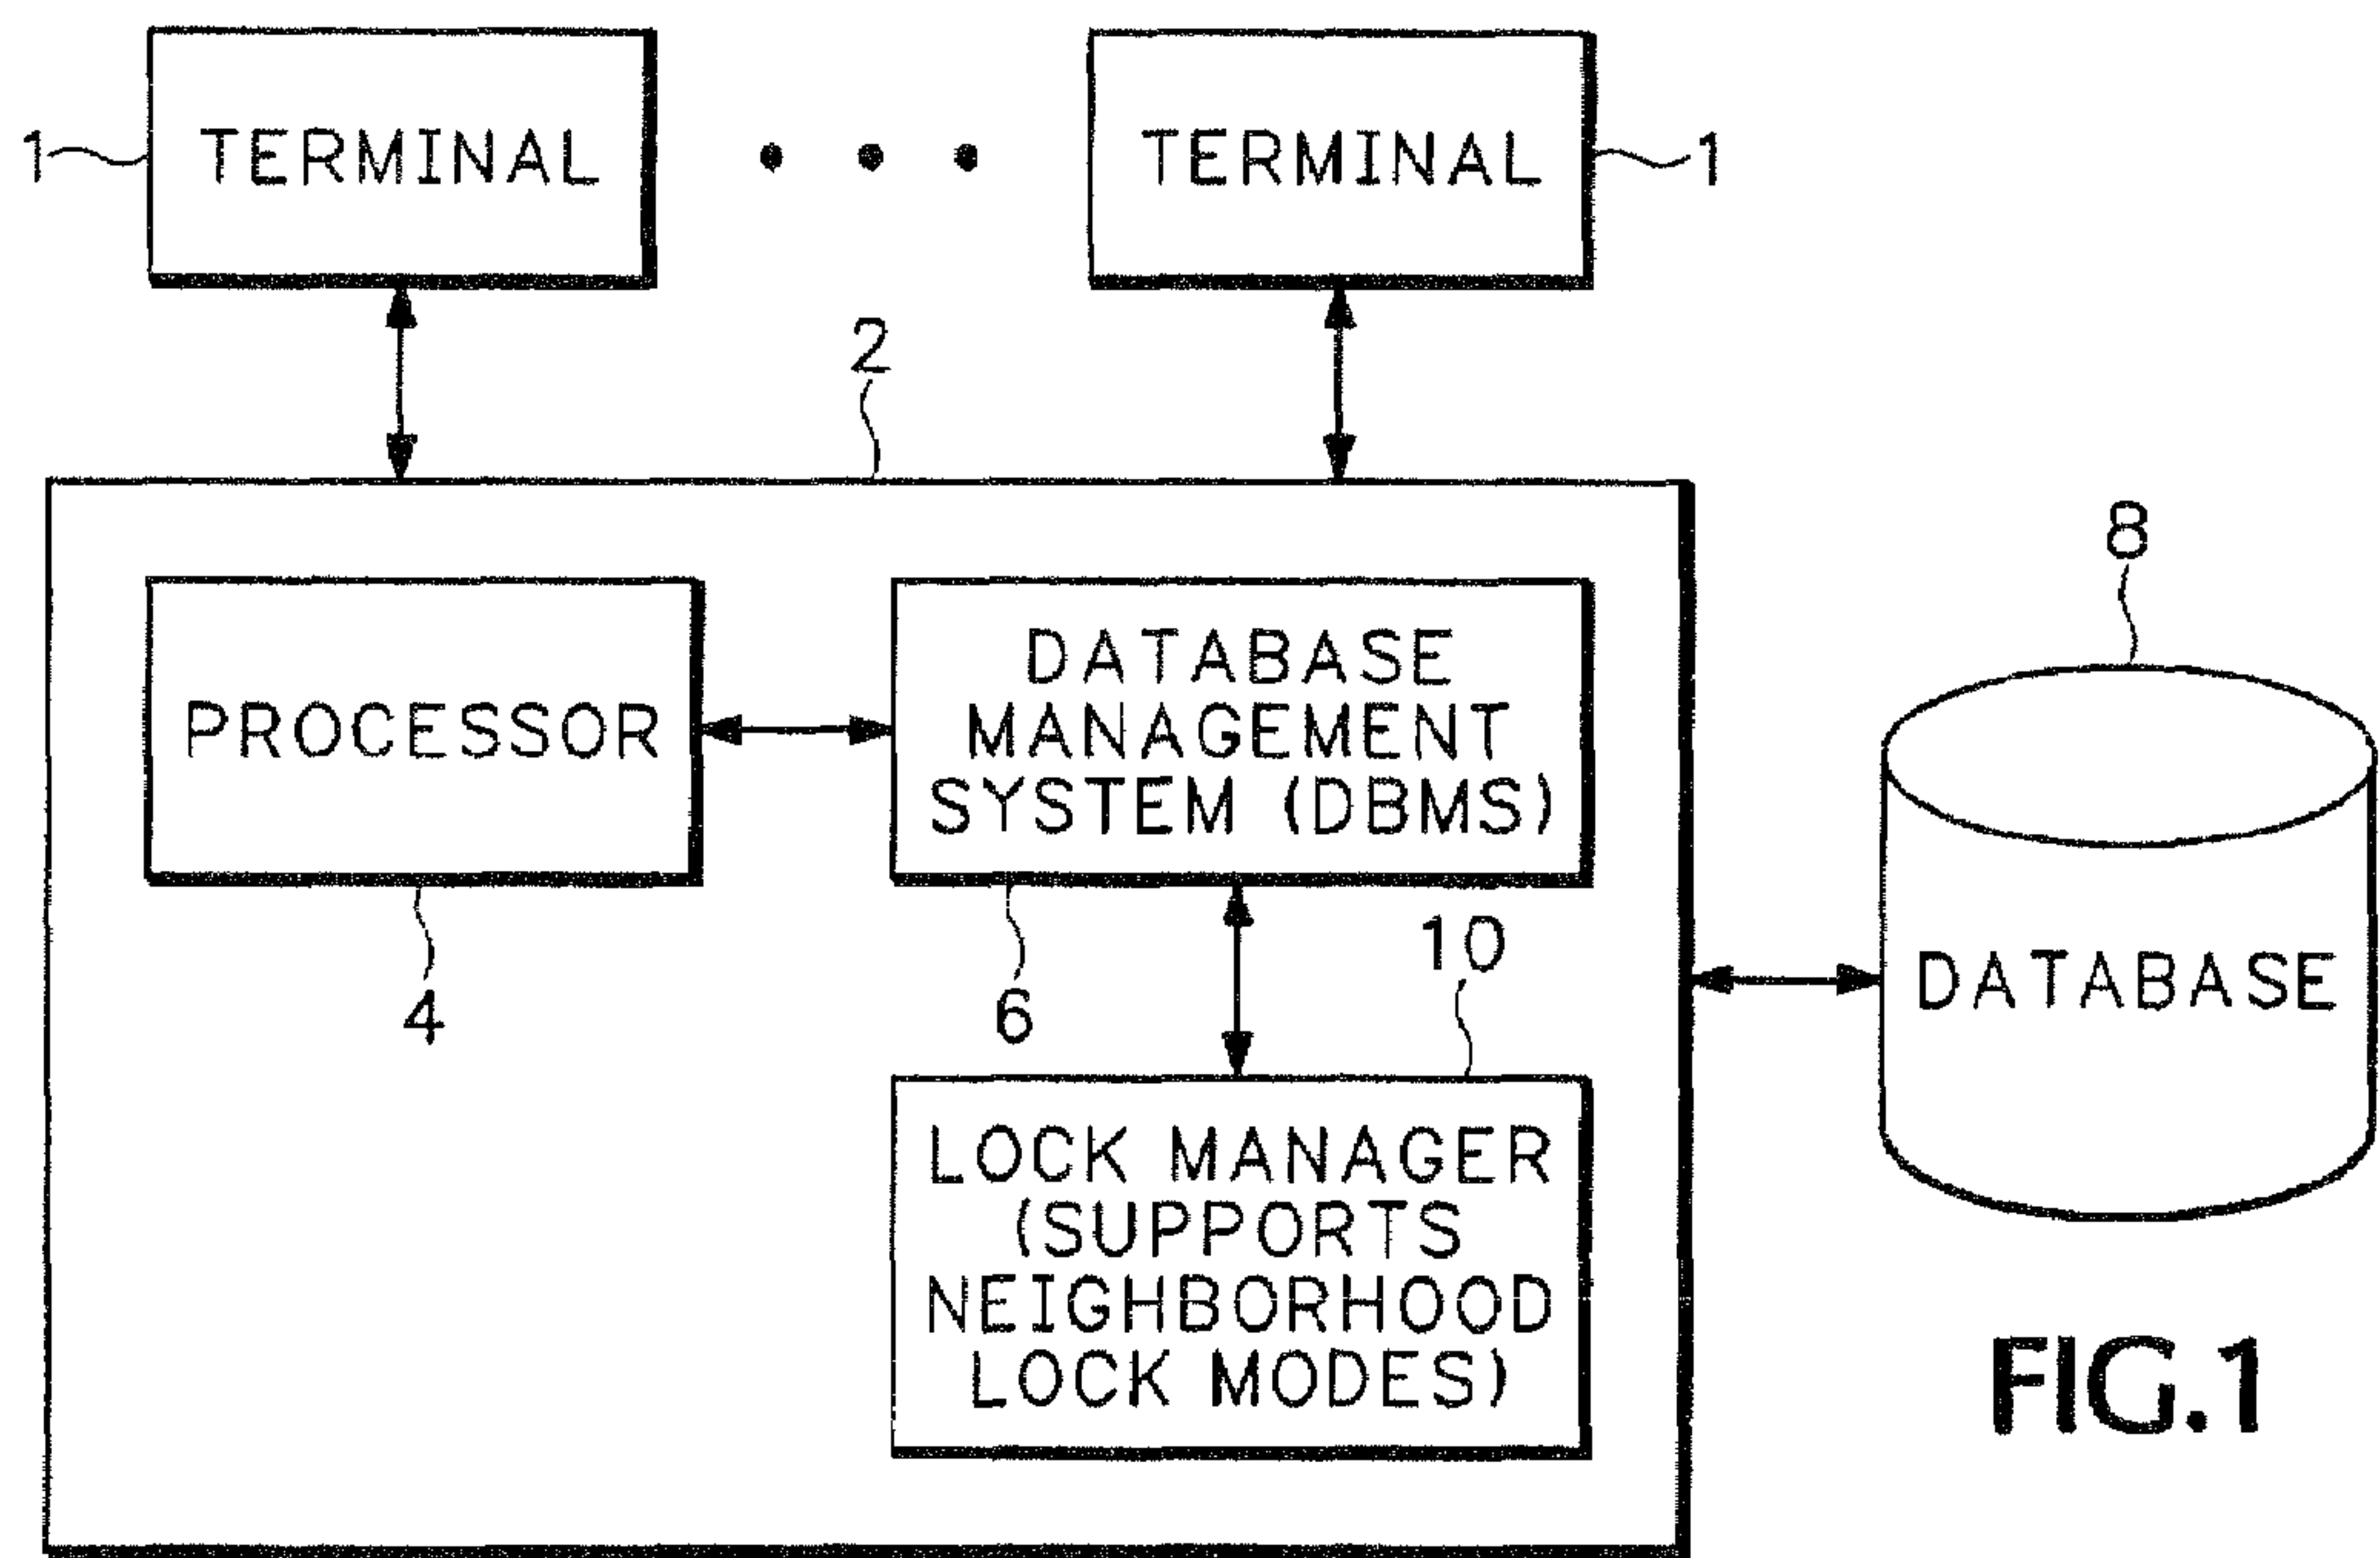 1 TERMINAL TERMINAL 1
2
8
DATABASE
MANAGEMENT
SYSTEM (DBMS)
PROCESSOR
4
6
10
DATABASE
LOCK MANAGER
(SUPPORTS
NEIGHBORHOOD
LOCK MODES)
FIG.1